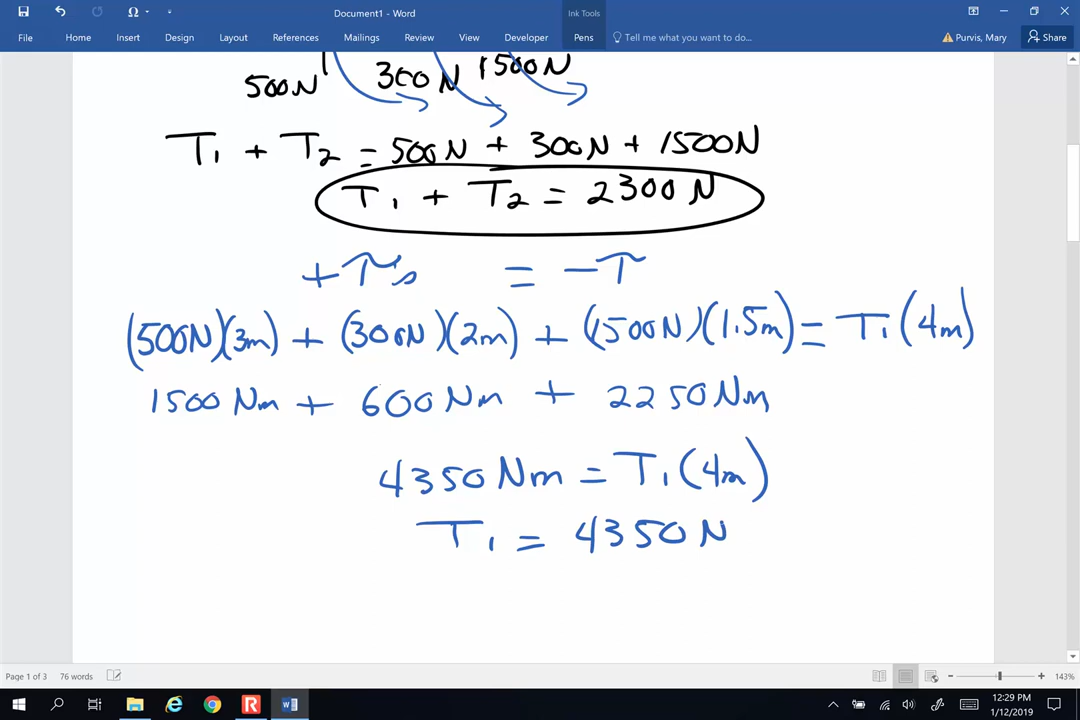 Document1 - Word
Ink Tools
File Home Insert Design Layout References Mailings Review View Developer Pens Tell me what you want to do... Purvis, Mary Share
500N 300N 1500N
T1 + T2 = 500N + 300N + 1500N
T1 + T2 = 2300 N
+ τs = -τ
(500N)(3m) + (300N)(2m) + (1500N)(1.5m) = T1(4m)
1500 Nm + 600 Nm + 2250 Nm
4350 Nm = T1(4m)
T1 = 4350 N
Page 1 of 3 76 words 143%
12:29 PM
1/12/2019